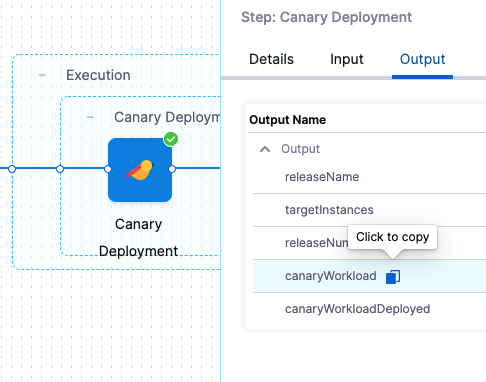 Execution
Canary Deploym
Canary
Deployment
Step: Canary Deployment
Details
Input
Output
Output Name
Output
releaseName
targetInstances
releaseNum
Click to copy
canaryWorkload
canaryWorkloadDeployed